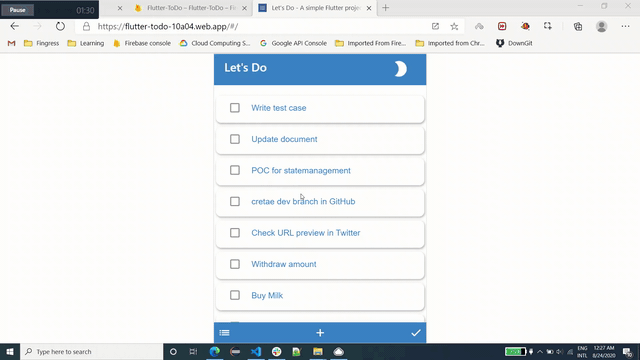 Pause
01:30
Flutter-ToDo – Flutter-ToDo – Fi
Let's Do - A simple Flutter proje
https://flutter-todo-10a04.web.app/#/
Fingress
Learning
Firebase console
Cloud Computing S...
Google API Console
Imported From Fire...
Imported from Chr...
DownGit
Let's Do
Write test case
Update document
POC for statemanagement
cretae dev branch in GitHub
Check URL preview in Twitter
Withdraw amount
Buy Milk
Type here to search
ENG
INTL
12:27 AM
8/24/2020